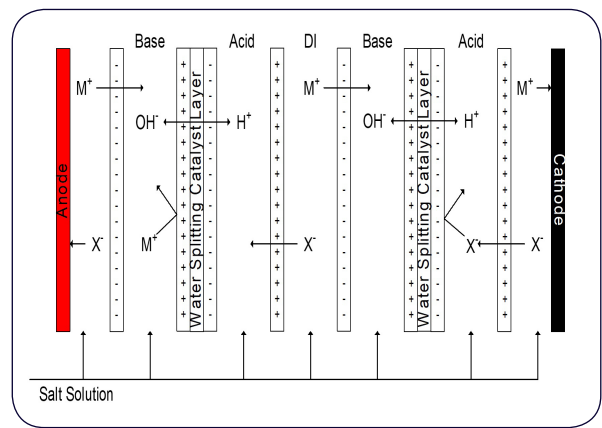 Base Acid DI Base Acid
M⁺ M⁺ M⁺
OH⁻ H⁺ OH⁻ H⁺
Anode
Water Splitting Catalyst Layer
Water Splitting Catalyst Layer
Cathode
X⁻ M⁺ X⁻ X⁻ X⁻
Salt Solution